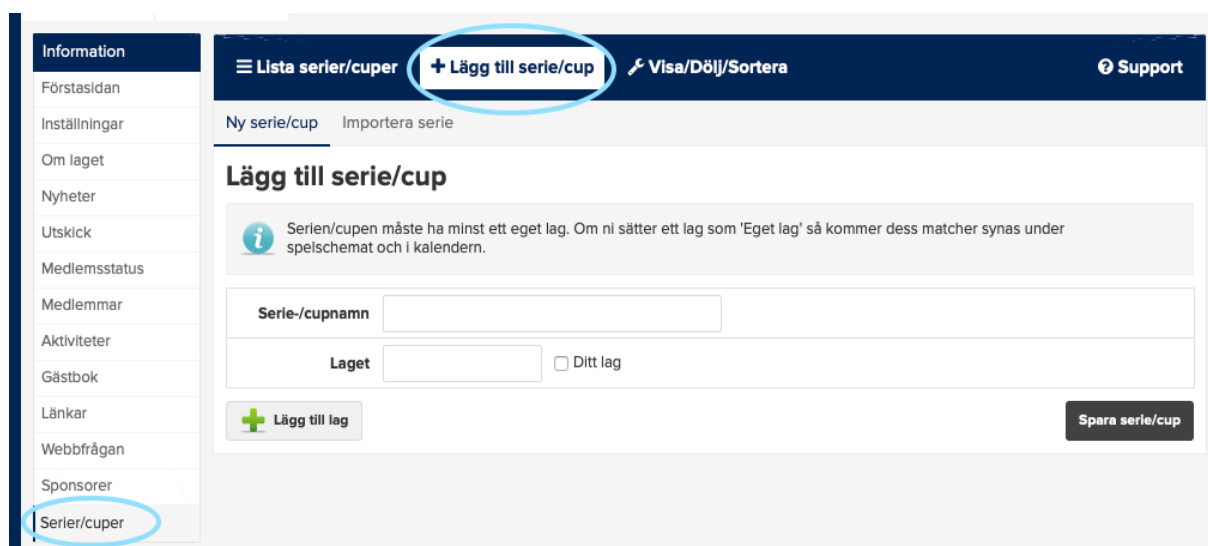 Information
Förstasidan
Inställningar
Om laget
Nyheter
Utskick
Medlemsstatus
Medlemmar
Aktiviteter
Gästbok
Länkar
Webbfrågan
Sponsorer
Serier/cuper
Lista serier/cuper
+ Lägg till serie/cup
Visa/Dölj/Sortera
Support
Ny serie/cup
Importera serie
Lägg till serie/cup
Serien/cupen måste ha minst ett eget lag. Om ni sätter ett lag som 'Eget lag' så kommer dess matcher synas under
spelschemat och i kalendern.
Serie-/cupnamn
Laget
Ditt lag
Lägg till lag
Spara serie/cup